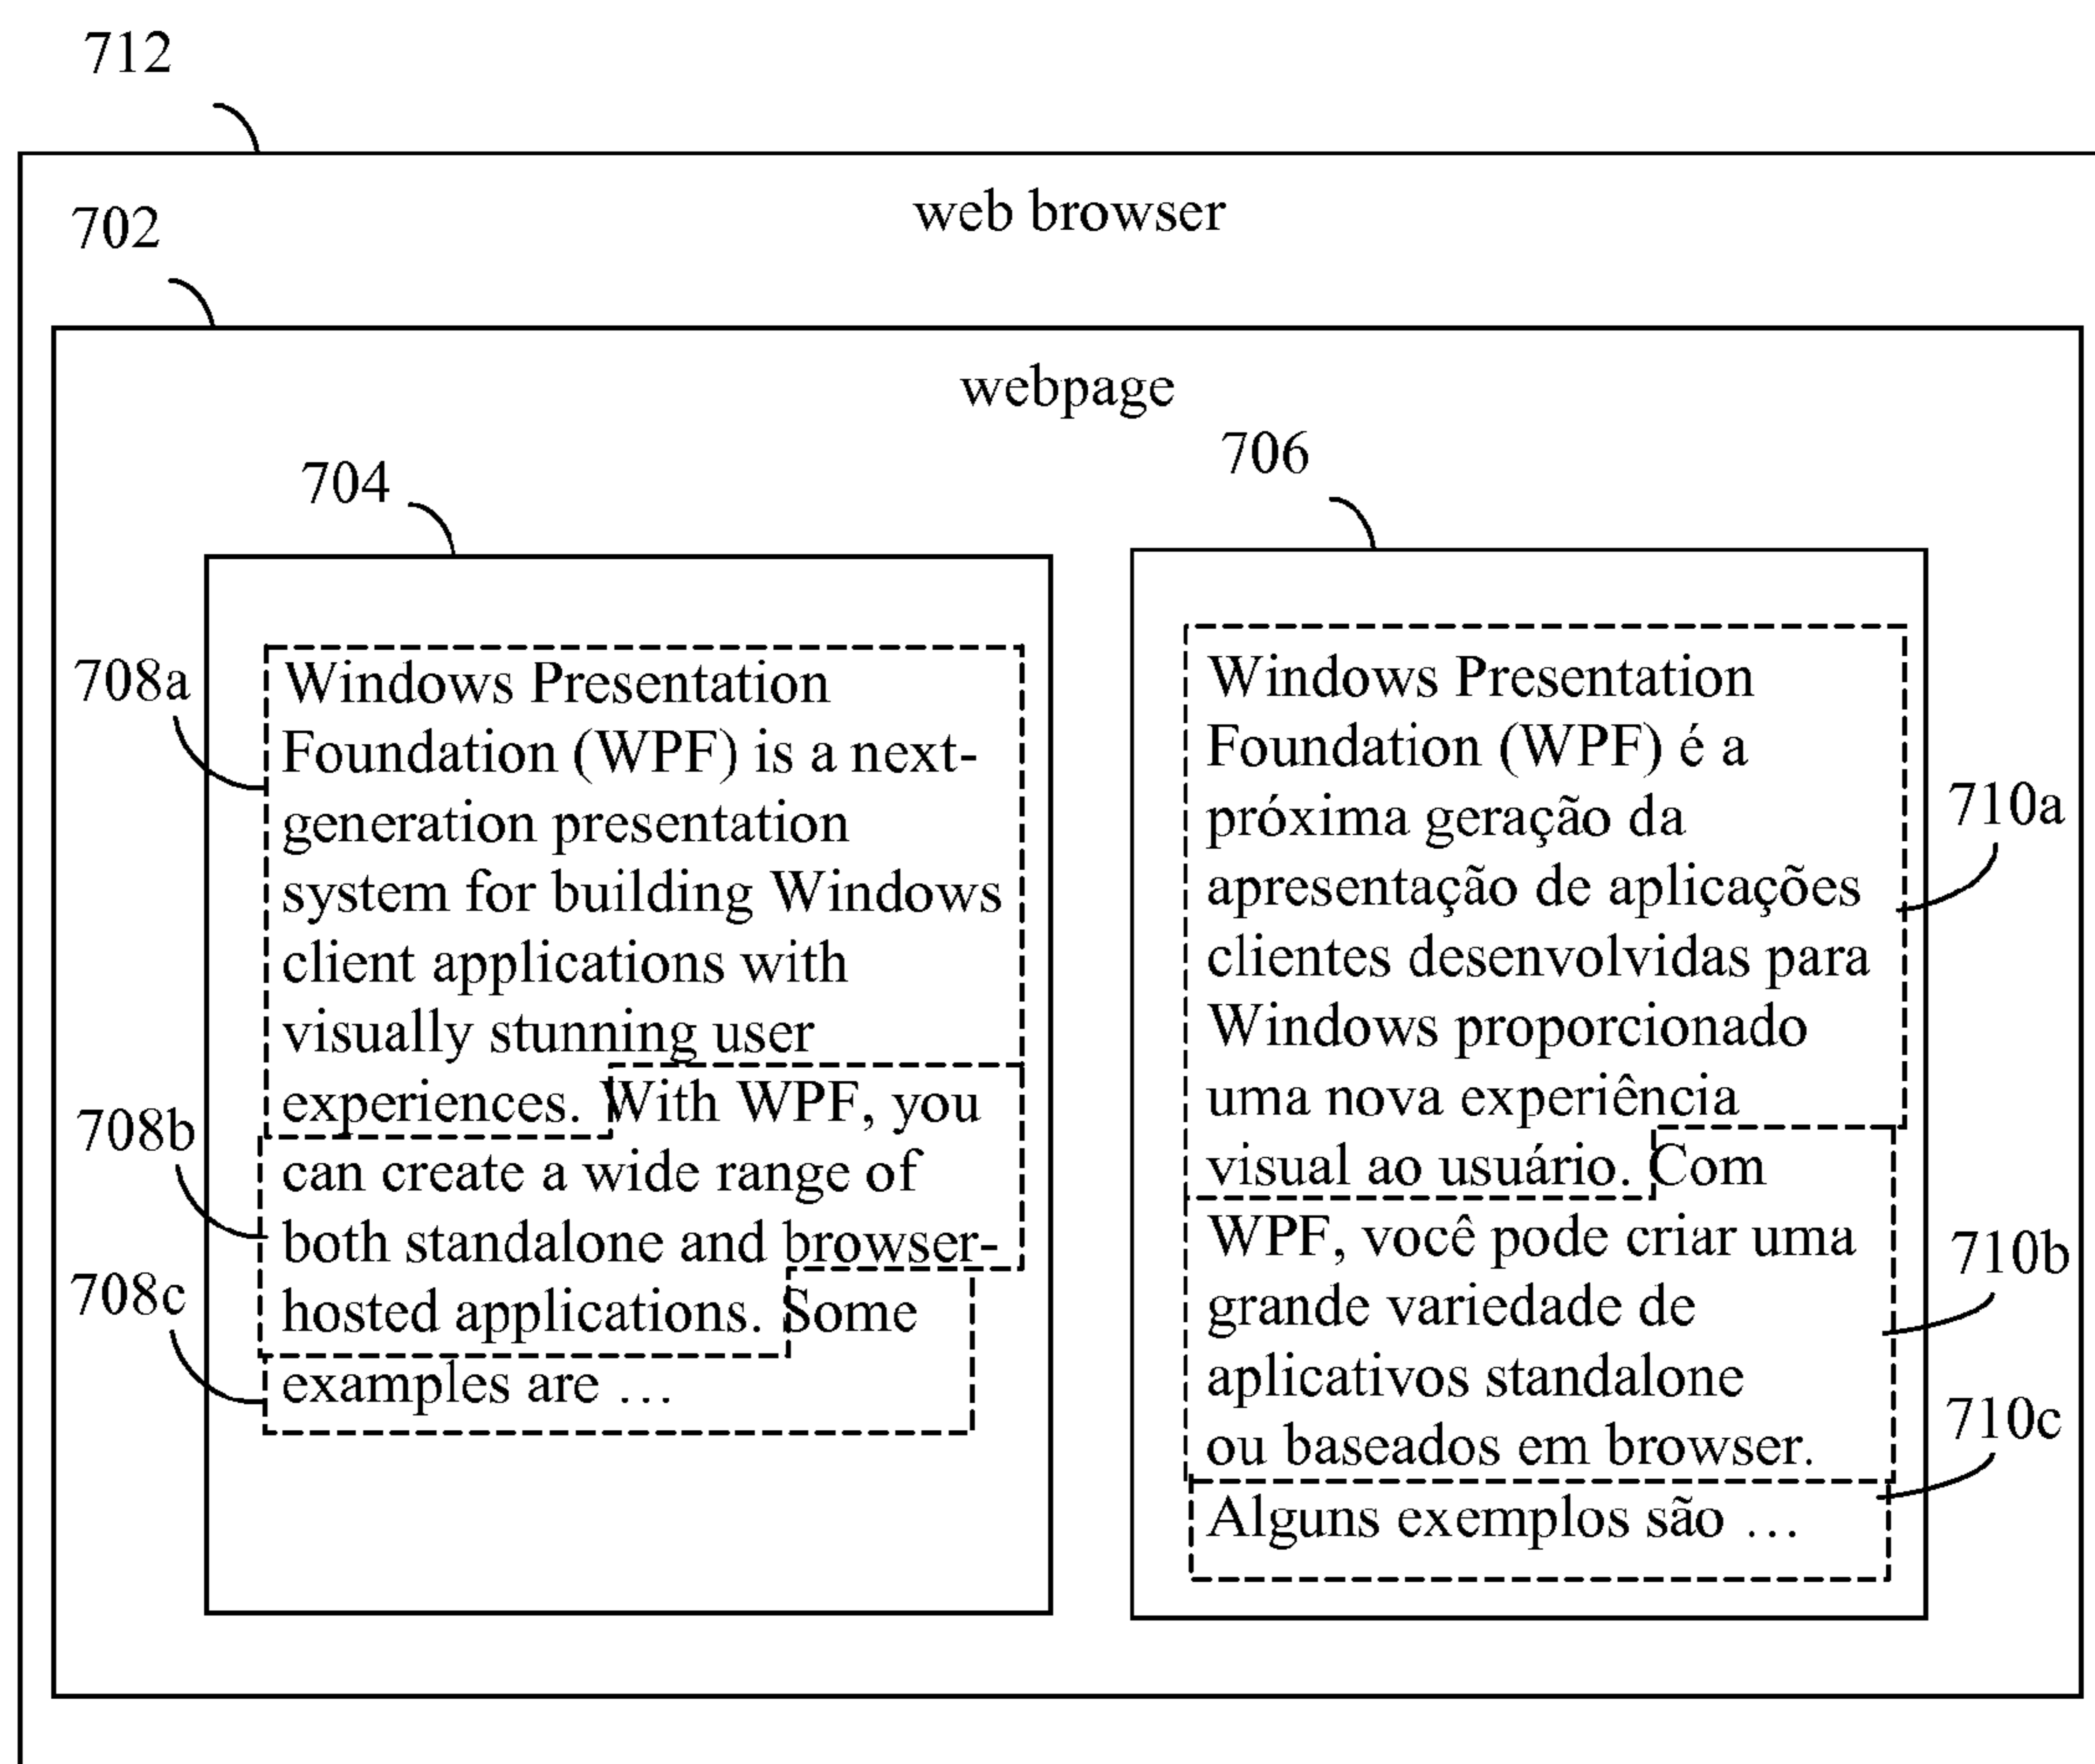 712
web browser
702
webpage
704
706
708a
Windows Presentation
Foundation (WPF) is a next-
generation presentation
system for building Windows
client applications with
visually stunning user
experiences. With WPF, you
708b
can create a wide range of
both standalone and browser-
708c
hosted applications. Some
examples are …
Windows Presentation
Foundation (WPF) é a
próxima geração da
710a
apresentação de aplicações
clientes desenvolvidas para
Windows proporcionado
uma nova experiência
visual ao usuário. Com
WPF, você pode criar uma
710b
grande variedade de
aplicativos standalone
710c
ou baseados em browser.
Alguns exemplos são …